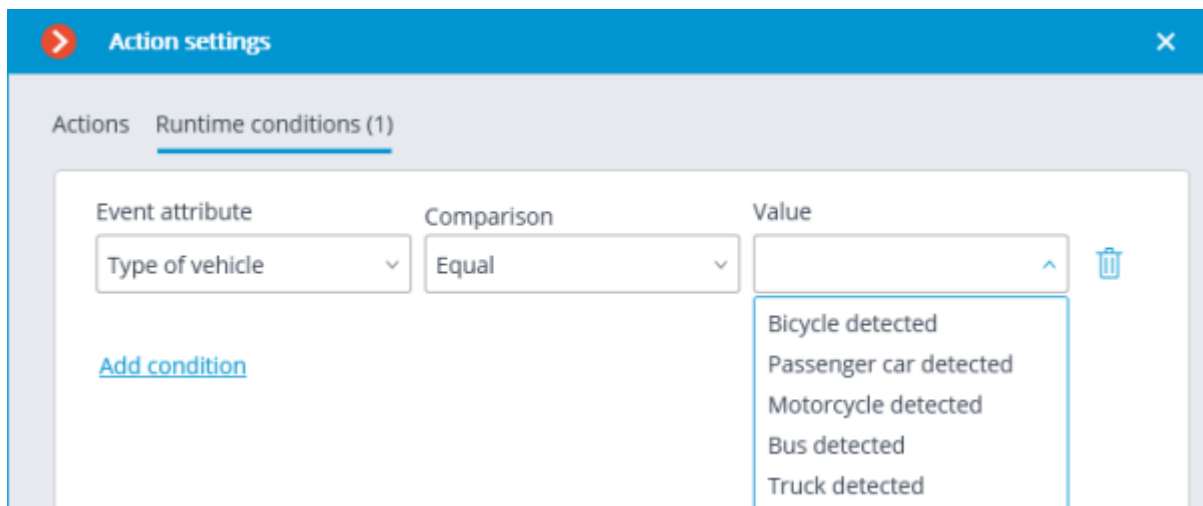 Action settings
Actions Runtime conditions (1)
Event attribute Comparison Value
Type of vehicle Equal
Bicycle detected
Add condition Passenger car detected
Motorcycle detected
Bus detected
Truck detected